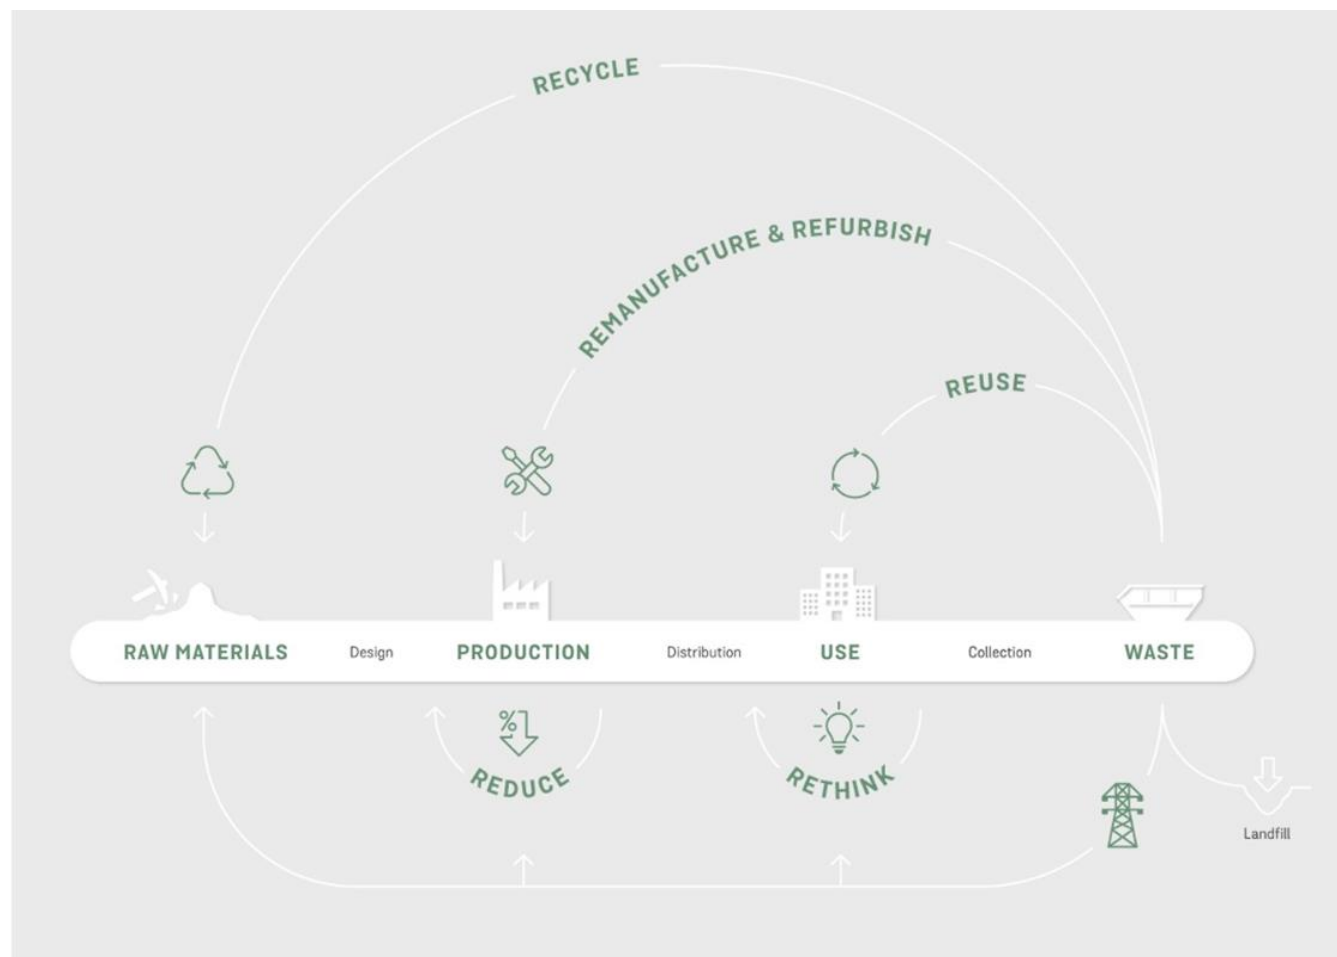 RECYCLE
REMANUFACTURE & REFURBISH
REUSE
RAW MATERIALS
Design
PRODUCTION
Distribution
USE
Collection
WASTE
%
REDUCE
RETHINK
Landfill